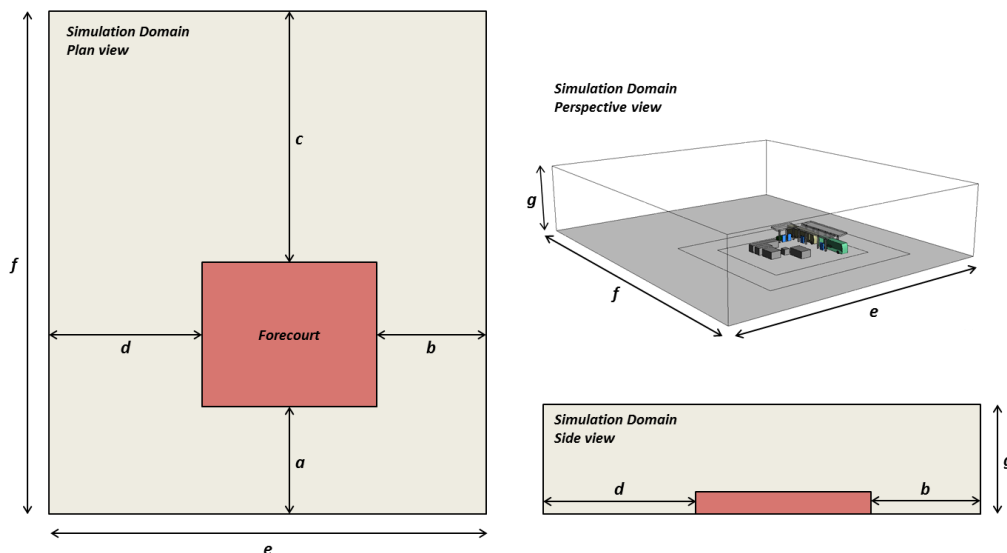 Simulation Domain
Plan view
c
f
d
Forecourt
b
a
e
Simulation Domain
Perspective view
g
f
e
Simulation Domain
Side view
d
b
g